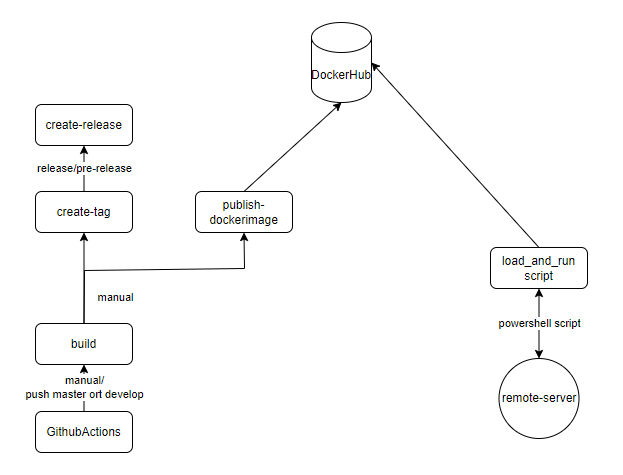 DockerHub
create-release
release/pre-release
create-tag
publish-
dockerimage
load_and_run
script
manual
powershell script
build
manual/
push master ort develop
remote-server
GithubActions